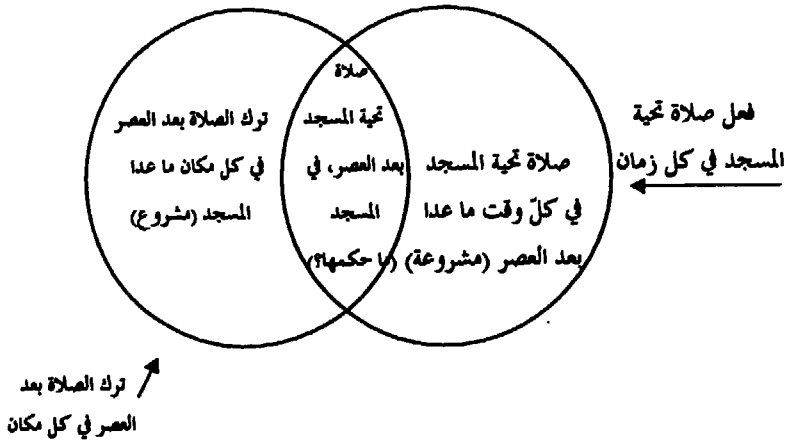 فعل صلاة تحية
المسجد في كل زمان
صلاة تحية المسجد
في كلّ وقت ما عدا
بعد العصر (مشروعة)
صلاة
تحية المسجد
بعد العصر، في
المسجد
(ما حكمها؟)
ترك الصلاة بعد العصر
في كل مكان ما عدا
المسجد (مشروع)
ترك الصلاة بعد
العصر في كل مكان